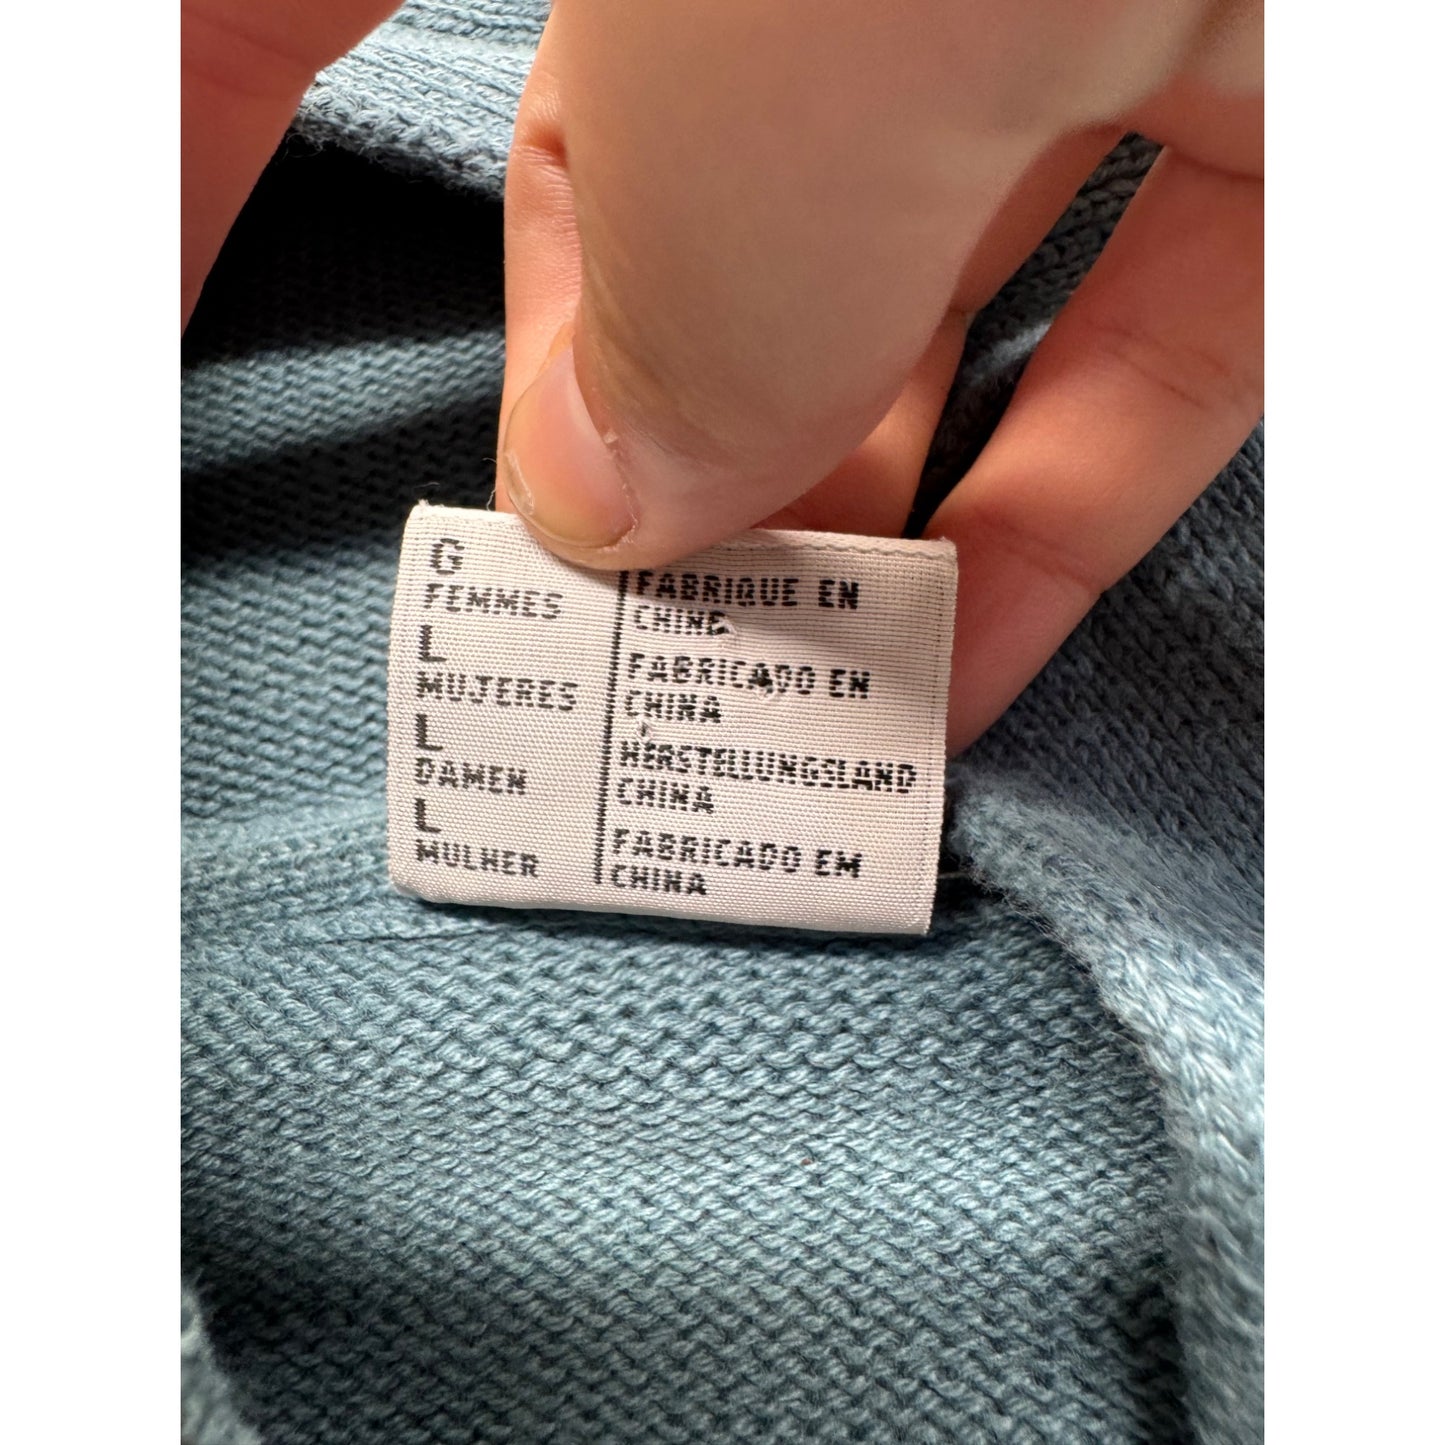 G
FEMMES
L
MUJERES
L
DAMEN
L
MULHER
FABRIQUE EN
CHINE
FABRICADO EN
CHINA
HERSTELLUNGSLAND
CHINA
FABRICADO EM
CHINA